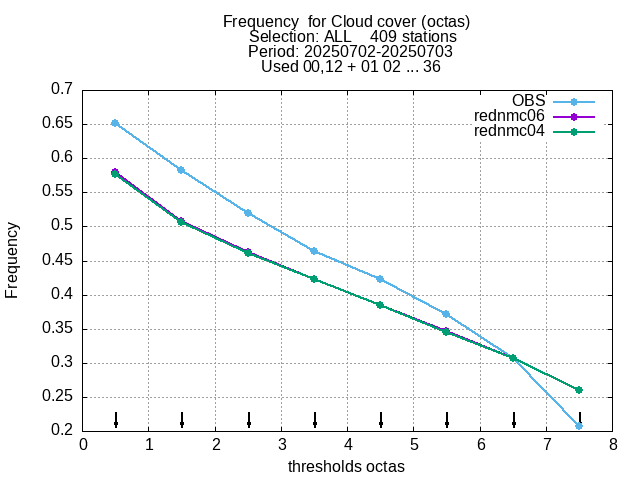 Frequency  for Cloud cover (octas)
Selection: ALL    409 stations
Period: 20250702-20250703
Used 00,12 + 01 02 ... 36
OBS
rednmc06
rednmc04
0.7
0.65
0.6
0.55
0.5
0.45
0.4
0.35
0.3
0.25
0.2
Frequency
0 1 2 3 4 5 6 7 8
thresholds octas